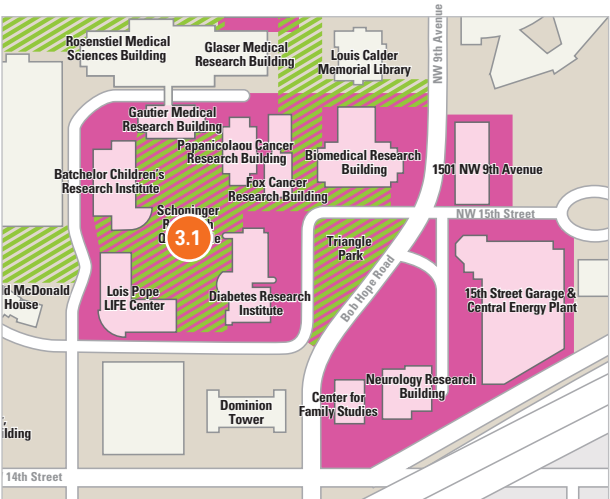 Rosenstiel Medical
Sciences Building
Glaser Medical
Research Building
Louis Calder
Memorial Library
NW 9th Avenue
Gautier Medical
Research Building
Papanicolaou Cancer
Research Building
Biomedical Research
Building
1501 NW 9th Avenue
Batchelor Children's
Research Institute
Fox Cancer
Research Building
Schoninger
3.1
NW 15th Street
Triangle
Park
Bob Hope Road
d McDonald
House
Lois Pope
LIFE Center
Diabetes Research
Institute
15th Street Garage &
Central Energy Plant
Neurology Research
Building
Center for
Family Studies
Dominion
Tower
ilding
14th Street